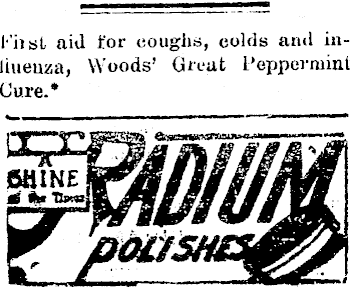 First aid for coughs, colds and in-
fluenza, Woods' Great Peppermint
Cure.*
A
SHINE
of the Times
RADIUM
POLISHES